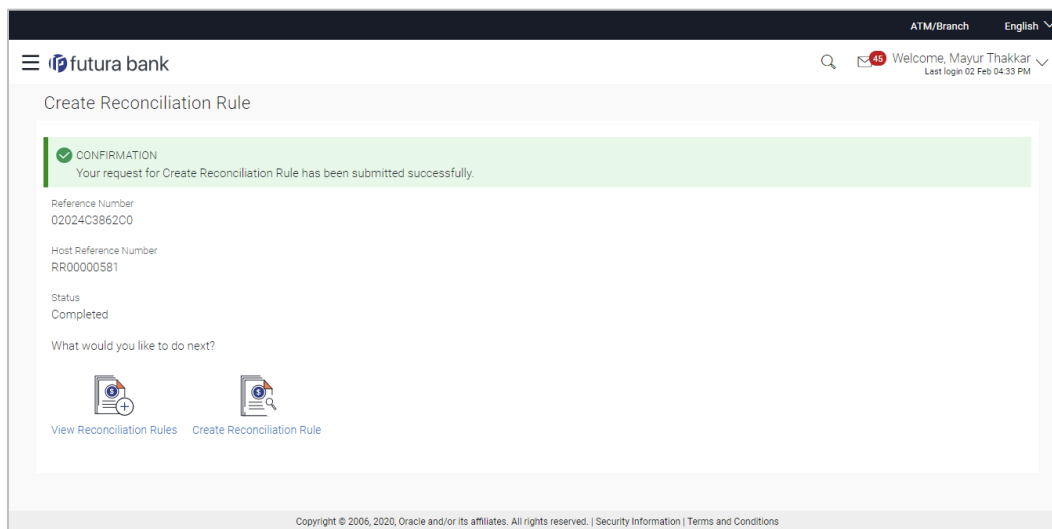 ATM/Branch English
futura bank
45 Welcome, Mayur Thakkar
Last login 02 Feb 04:33 PM
Create Reconciliation Rule
CONFIRMATION
Your request for Create Reconciliation Rule has been submitted successfully.
Reference Number
02024C3862C0
Host Reference Number
RR00000581
Status
Completed
What would you like to do next?
View Reconciliation Rules Create Reconciliation Rule
Copyright © 2006, 2020, Oracle and/or its affiliates. All rights reserved. | Security Information | Terms and Conditions